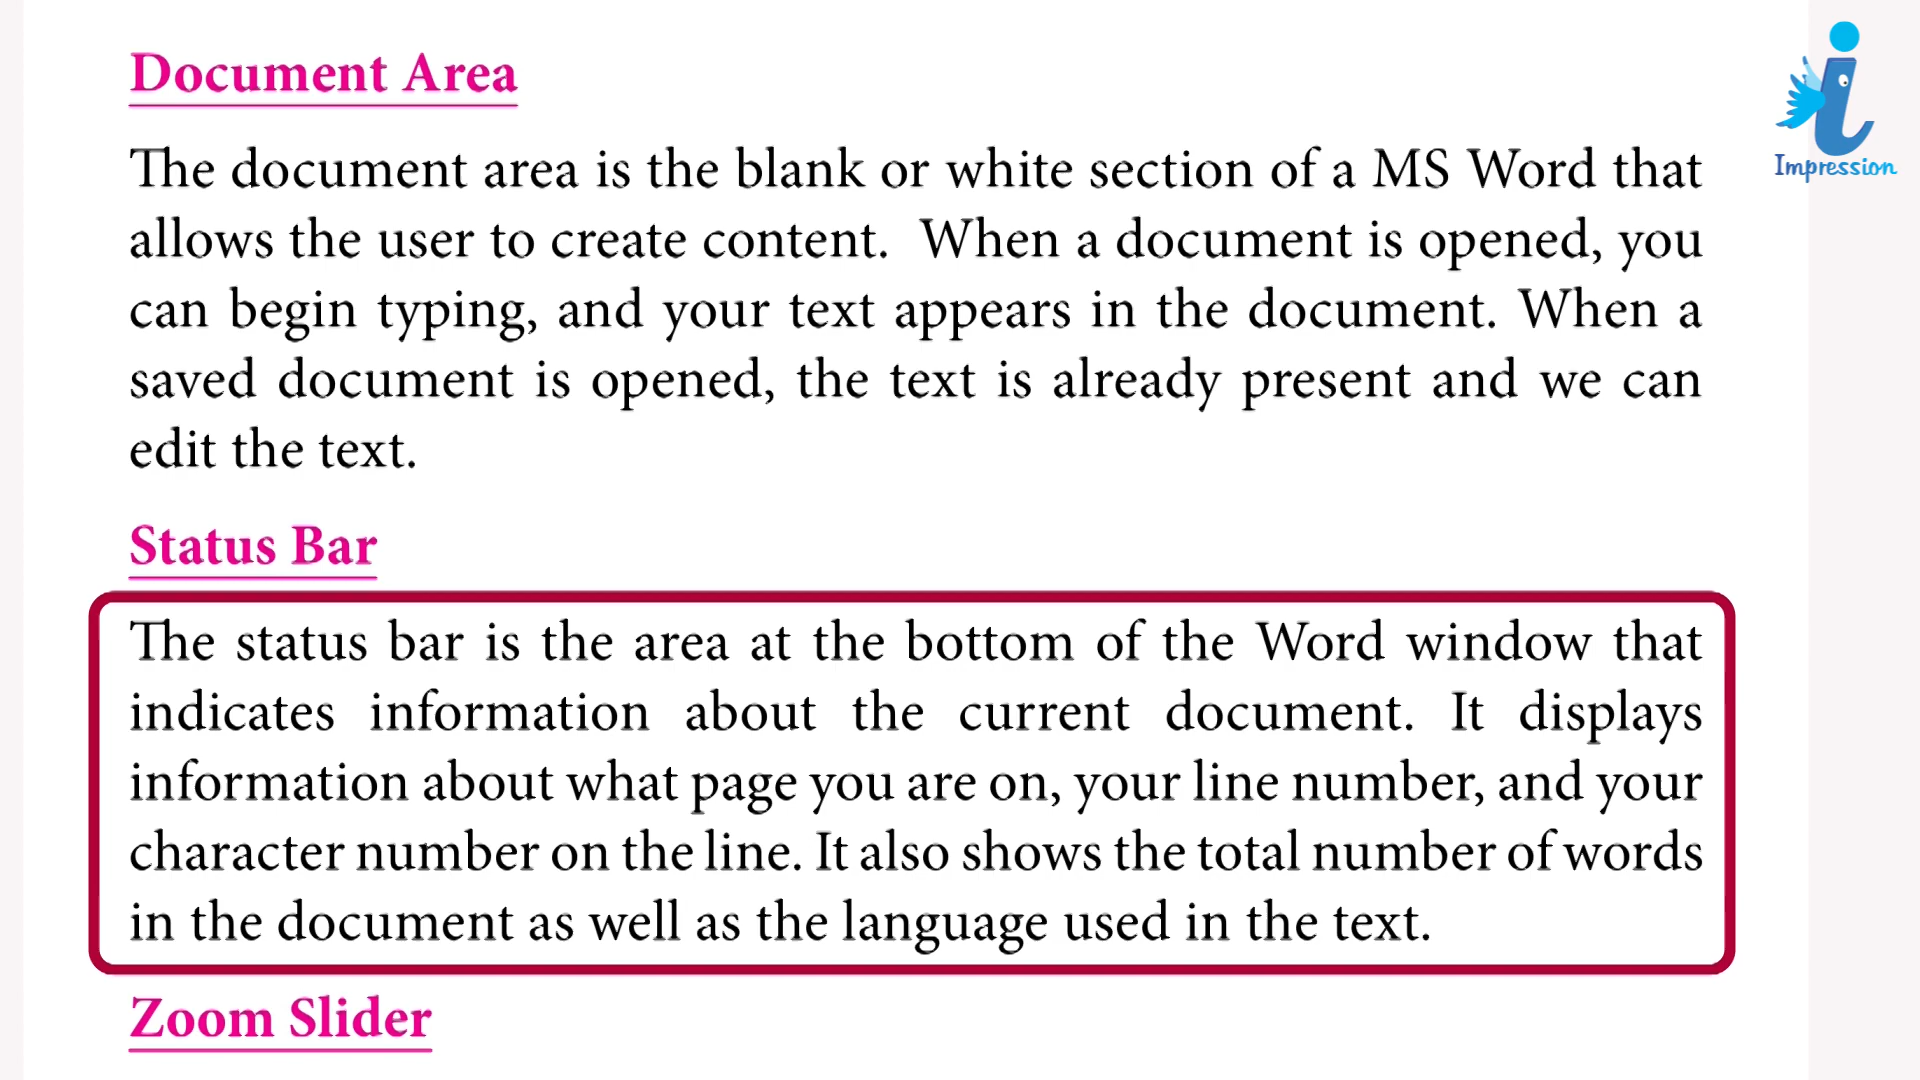 Document Area
The document area is the blank or white section of a MS Word that
allows the user to create content.  When a document is opened, you
can begin typing, and your text appears in the document. When a
saved document is opened, the text is already present and we can
edit the text.
Status Bar
The status bar is the area at the bottom of the Word window that
indicates information about the current document. It displays
information about what page you are on, your line number, and your
character number on the line. It also shows the total number of words
in the document as well as the language used in the text.
Zoom Slider
Impression